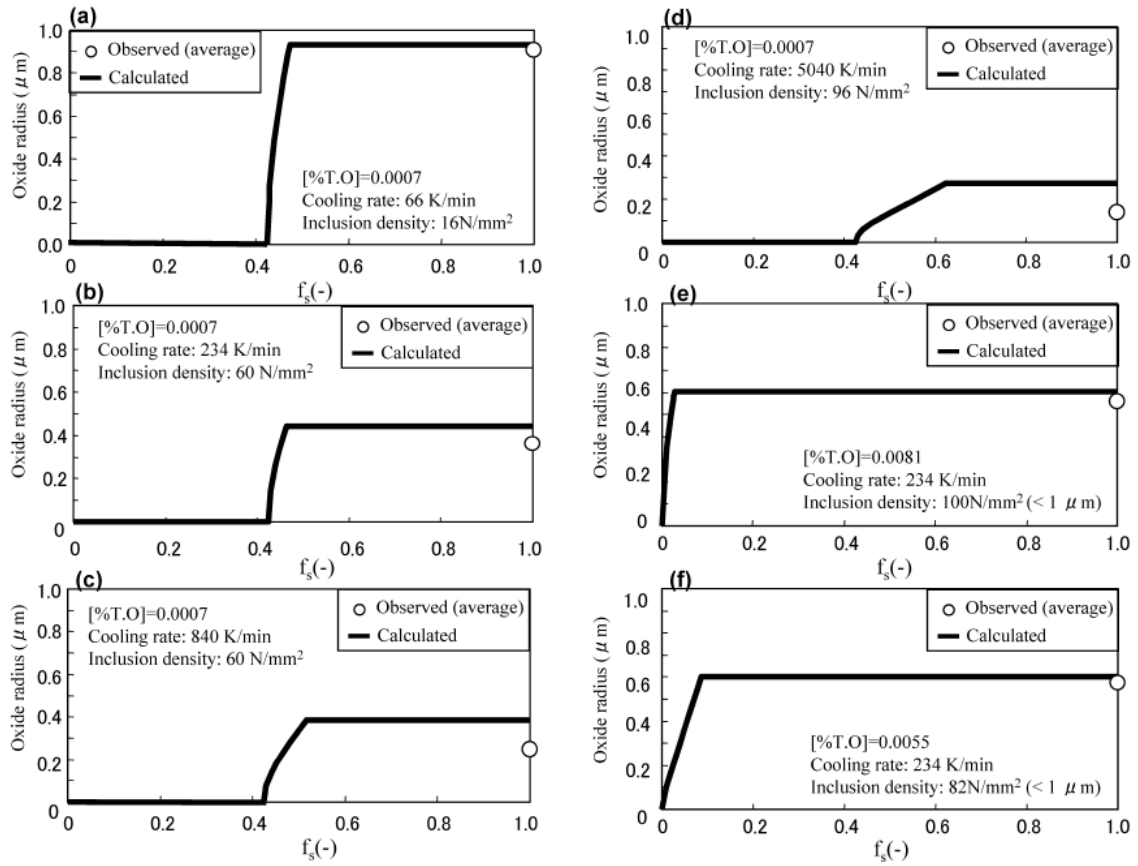 (a)
Oxide radius (μm)
1.0
0.8
0.6
0.4
0.2
0.0
Observed (average)
Calculated
[%T.O]=0.0007
Cooling rate: 66 K/min
Inclusion density: 16N/mm²
0 0.2 0.4 0.6 0.8 1.0
fs(-)
(b)
Oxide radius (μm)
1.0
0.8
0.6
0.4
0.2
0
[%T.O]=0.0007
Cooling rate: 234 K/min
Inclusion density: 60 N/mm²
Observed (average)
Calculated
0 0.2 0.4 0.6 0.8 1.0
fs(-)
(c)
Oxide radius (μm)
1.0
0.8
0.6
0.4
0.2
0
[%T.O]=0.0007
Cooling rate: 840 K/min
Inclusion density: 60 N/mm²
Observed (average)
Calculated
0 0.2 0.4 0.6 0.8 1.0
fs(-)
(d)
Oxide radius (μm)
1.0
0.8
0.6
0.4
0.2
0
[%T.O]=0.0007
Cooling rate: 5040 K/min
Inclusion density: 96 N/mm²
Observed (average)
Calculated
0 0.2 0.4 0.6 0.8 1.0
fs(-)
(e)
Oxide radius (μm)
1.0
0.8
0.6
0.4
0.2
0
Observed (average)
Calculated
[%T.O]=0.0081
Cooling rate: 234 K/min
Inclusion density: 100N/mm² (< 1 μm)
0 0.2 0.4 0.6 0.8 1.0
fs(-)
(f)
Oxide radius (μm)
1.0
0.8
0.6
0.4
0.2
0
Observed (average)
Calculated
[%T.O]=0.0055
Cooling rate: 234 K/min
Inclusion density: 82N/mm² (< 1 μm)
0 0.2 0.4 0.6 0.8 1.0
fs(-)